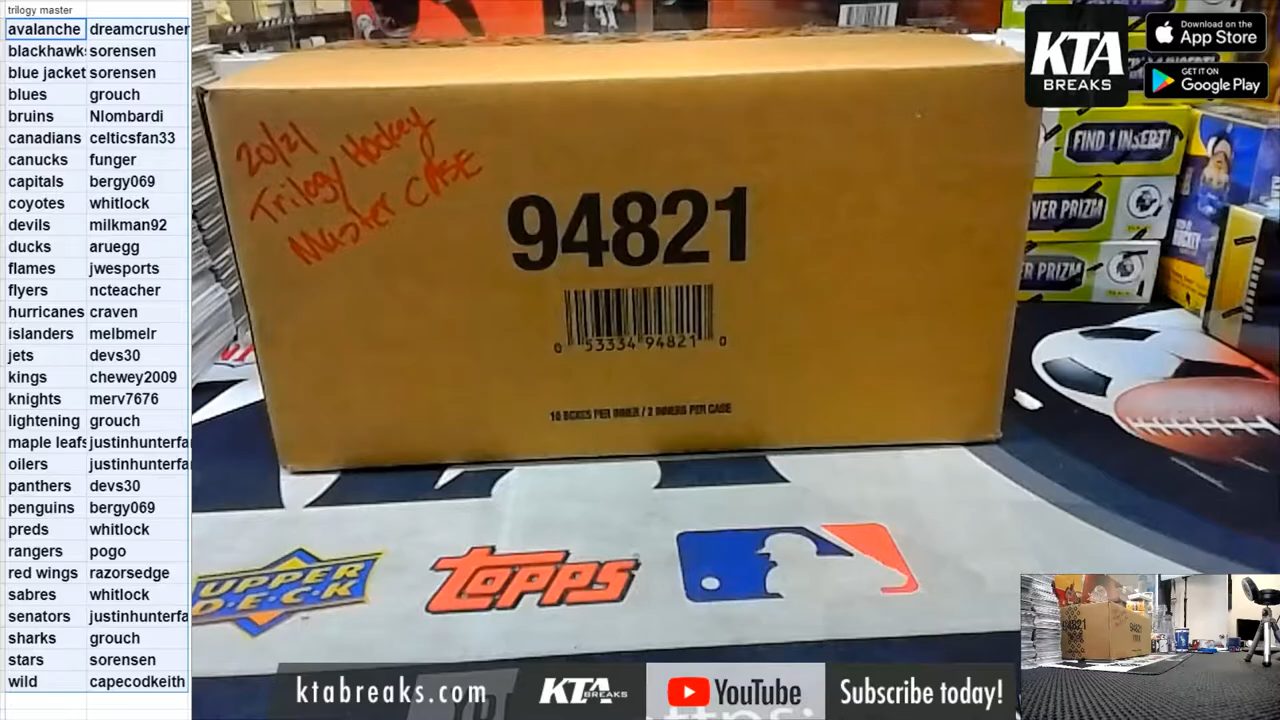 trilogy master
avalanche dreamcrusher
blackhawks sorensen
blue jacket sorensen
blues grouch
bruins Nlombardi
canadians celticsfan33
canucks funger
capitals bergy069
coyotes whitlock
devils milkman92
ducks aruegg
flames jwesports
flyers ncteacher
hurricanes craven
islanders melbmelr
jets devs30
kings chewey2009
knights merv7676
lightening grouch
maple leafs justinhunterfa
oilers justinhunterfa
panthers devs30
penguins bergy069
preds whitlock
rangers pogo
red wings razorsedge
sabres whitlock
senators justinhunterfa
sharks grouch
stars sorensen
wild capecodkeith
20/21
Trilogy Hockey
Master CASE
94821
0 53334 94821 0
10 BOXES PER INNER / 2 INNERS PER CASE
KTA
BREAKS
Download on the
App Store
GET IT ON
Google Play
FIND 1 INSERT!
VER PRIZM
R PRIZM
HOCKEY
UPPER
DECK
topps
94821
ktabreaks.com
KTA BREAKS
YouTube
Subscribe today!